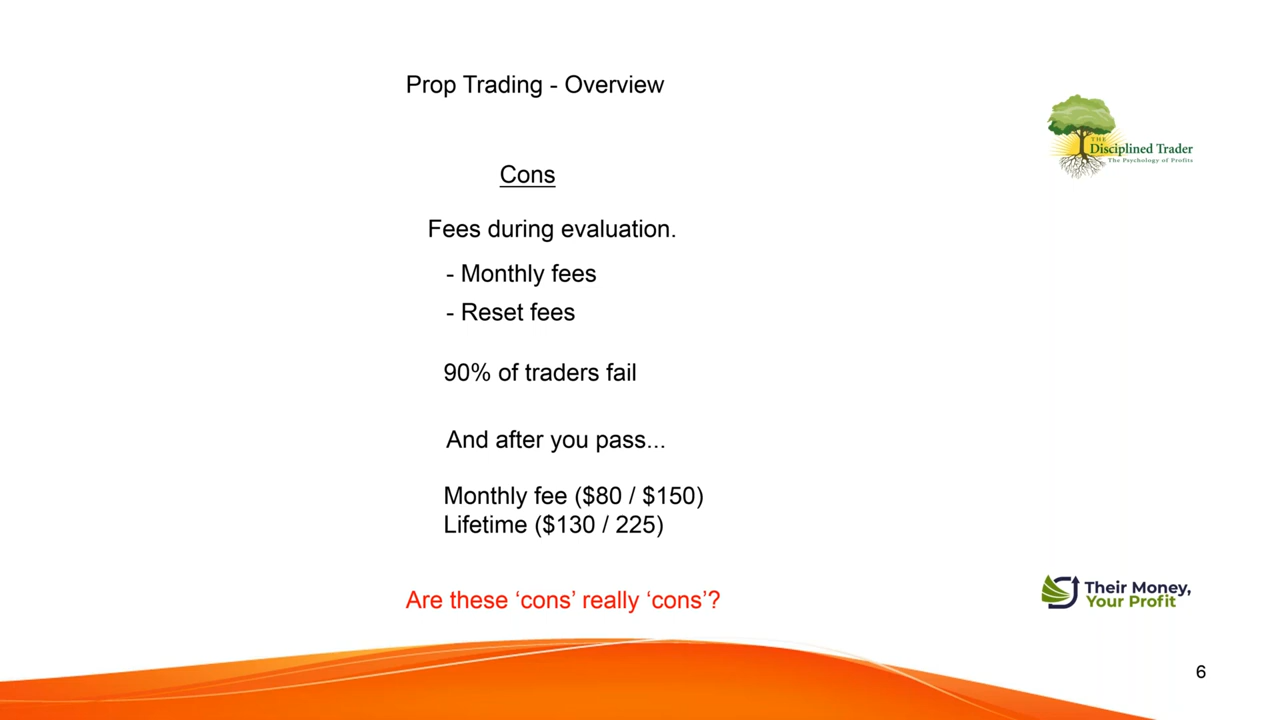 Prop Trading - Overview
THE
Disciplined Trader
The Psychology of Profits
Cons
Fees during evaluation.
- Monthly fees
- Reset fees
90% of traders fail
And after you pass...
Monthly fee ($80 / $150)
Lifetime ($130 / 225)
Are these ‘cons’ really ‘cons’?
Their Money,
Your Profit
6